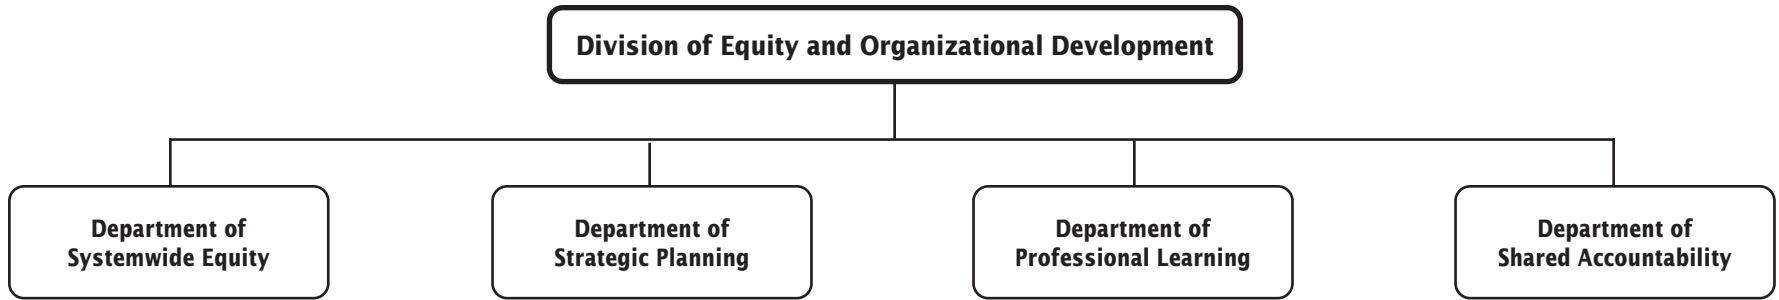 Division of Equity and Organizational Development
Department of
Systemwide Equity
Department of
Strategic Planning
Department of
Professional Learning
Department of
Shared Accountability